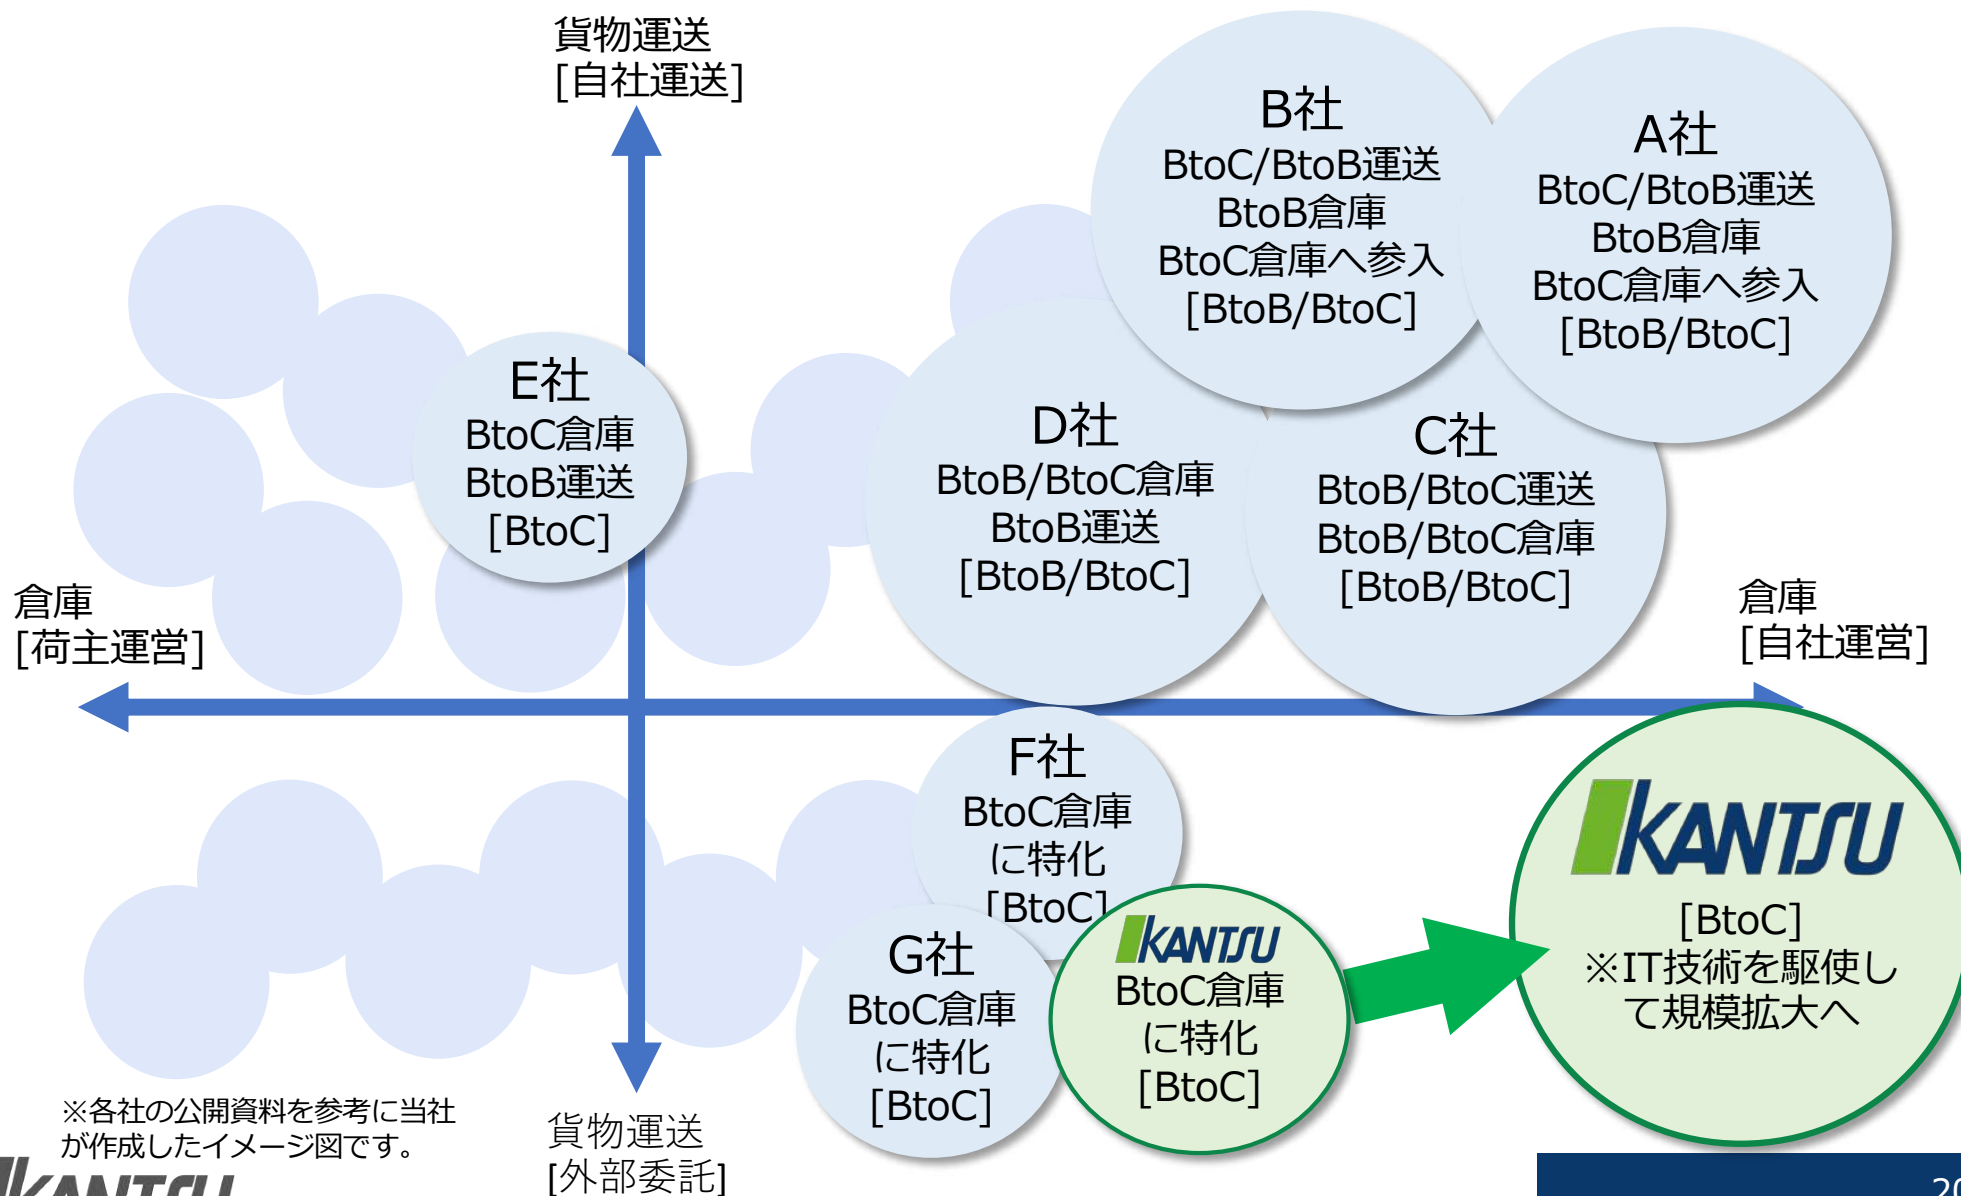 貨物運送
[自社運送]
B社
BtoC/BtoB運送
BtoB倉庫
BtoC倉庫へ参入
[BtoB/BtoC]
A社
BtoC/BtoB運送
BtoB倉庫
BtoC倉庫へ参入
[BtoB/BtoC]
E社
BtoC倉庫
BtoB運送
[BtoC]
D社
BtoB/BtoC倉庫
BtoB運送
[BtoB/BtoC]
C社
BtoB/BtoC運送
BtoB/BtoC倉庫
[BtoB/BtoC]
倉庫
[荷主運営]
倉庫
[自社運営]
F社
BtoC倉庫
に特化
[BtoC]
G社
BtoC倉庫
に特化
[BtoC]
KANTSU
BtoC倉庫
に特化
[BtoC]
KANTSU
[BtoC]
※IT技術を駆使し
て規模拡大へ
※各社の公開資料を参考に当社
が作成したイメージ図です。
貨物運送
[外部委託]
KANTSU